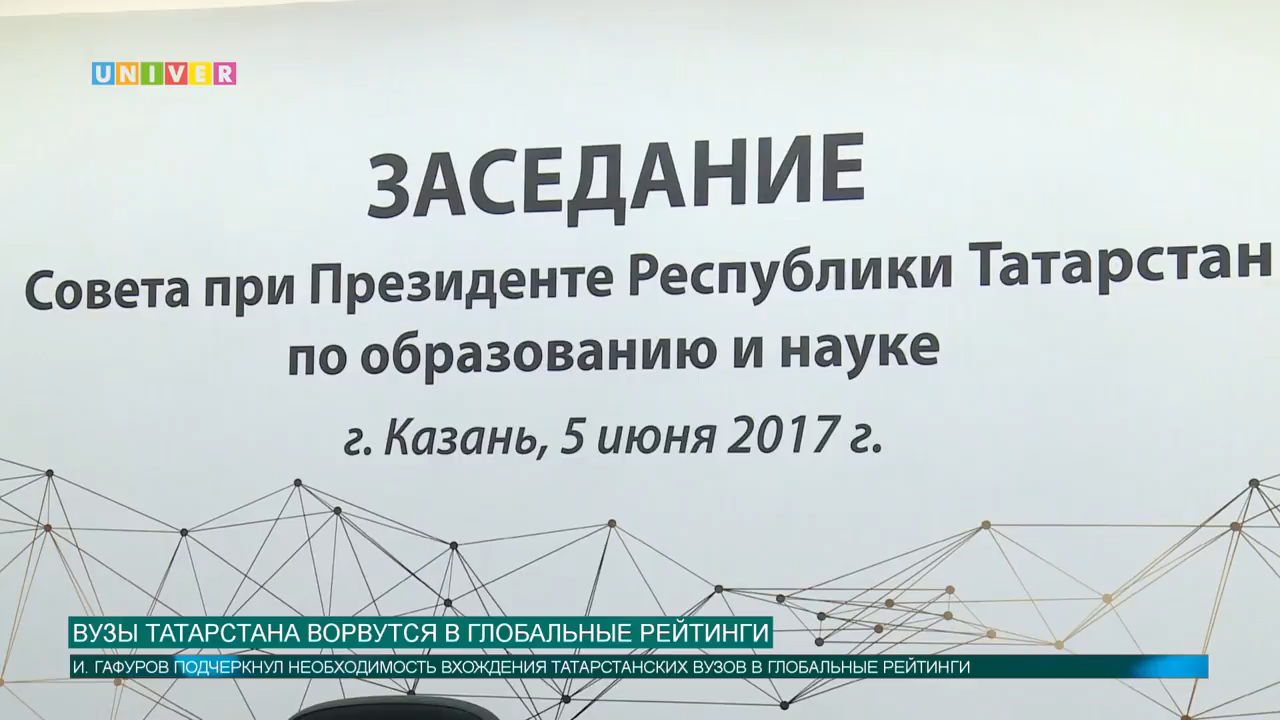 UNIVER
ЗАСЕДАНИЕ
Совета при Президенте Республики Татарстан
по образованию и науке
г. Казань, 5 июня 2017 г.
ВУЗЫ ТАТАРСТАНА ВОРВУТСЯ В ГЛОБАЛЬНЫЕ РЕЙТИНГИ
И. ГАФУРОВ ПОДЧЕРКНУЛ НЕОБХОДИМОСТЬ ВХОЖДЕНИЯ ТАТАРСТАНСКИХ ВУЗОВ В ГЛОБАЛЬНЫЕ РЕЙТИНГИ